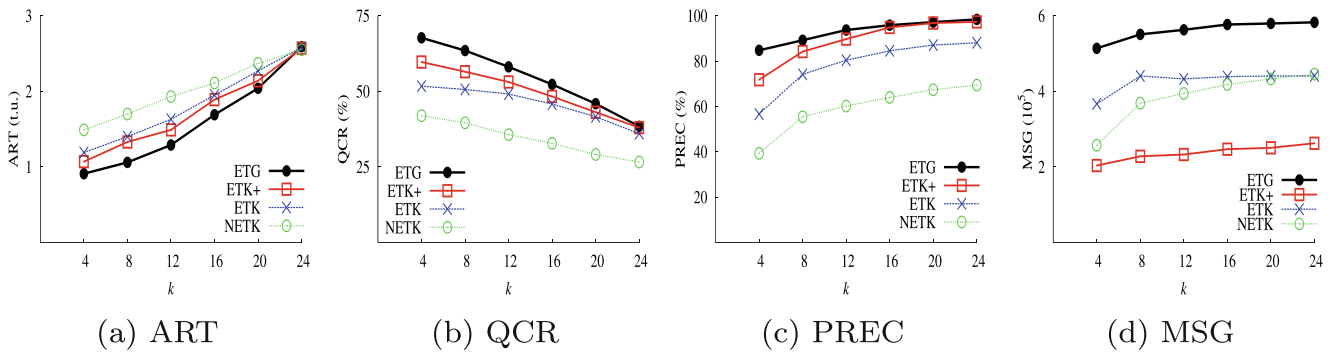 3
2
1
ART (t.u.)
ETG
ETK+
ETK
NETK
4 8 12 16 20 24
k
(a) ART
75
50
25
QCR (%)
ETG
ETK+
ETK
NETK
4 8 12 16 20 24
k
(b) QCR
100
80
60
40
20
PREC (%)
ETG
ETK+
ETK
NETK
4 8 12 16 20 24
k
(c) PREC
6
4
2
MSG (10^5)
ETG
ETK+
ETK
NETK
4 8 12 16 20 24
k
(d) MSG